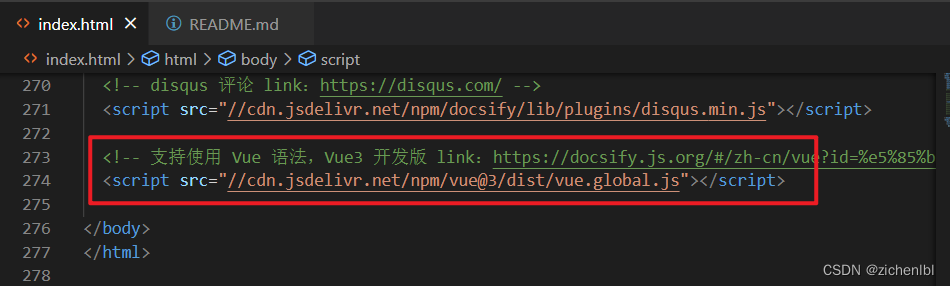 index.html README.md
index.html > html > body > script
270 <!-- disqus 评论 link: https://disqus.com/ -->
271 <script src="//cdn.jsdelivr.net/npm/docsify/lib/plugins/disqus.min.js"></script>
272
273 <!-- 支持使用 Vue 语法，Vue3 开发版 link: https://docsify.js.org/#/zh-cn/vue?id=%e5%85%b
274 <script src="//cdn.jsdelivr.net/npm/vue@3/dist/vue.global.js"></script>
275
276 </body>
277 </html>
278
CSDN @zichenlbl